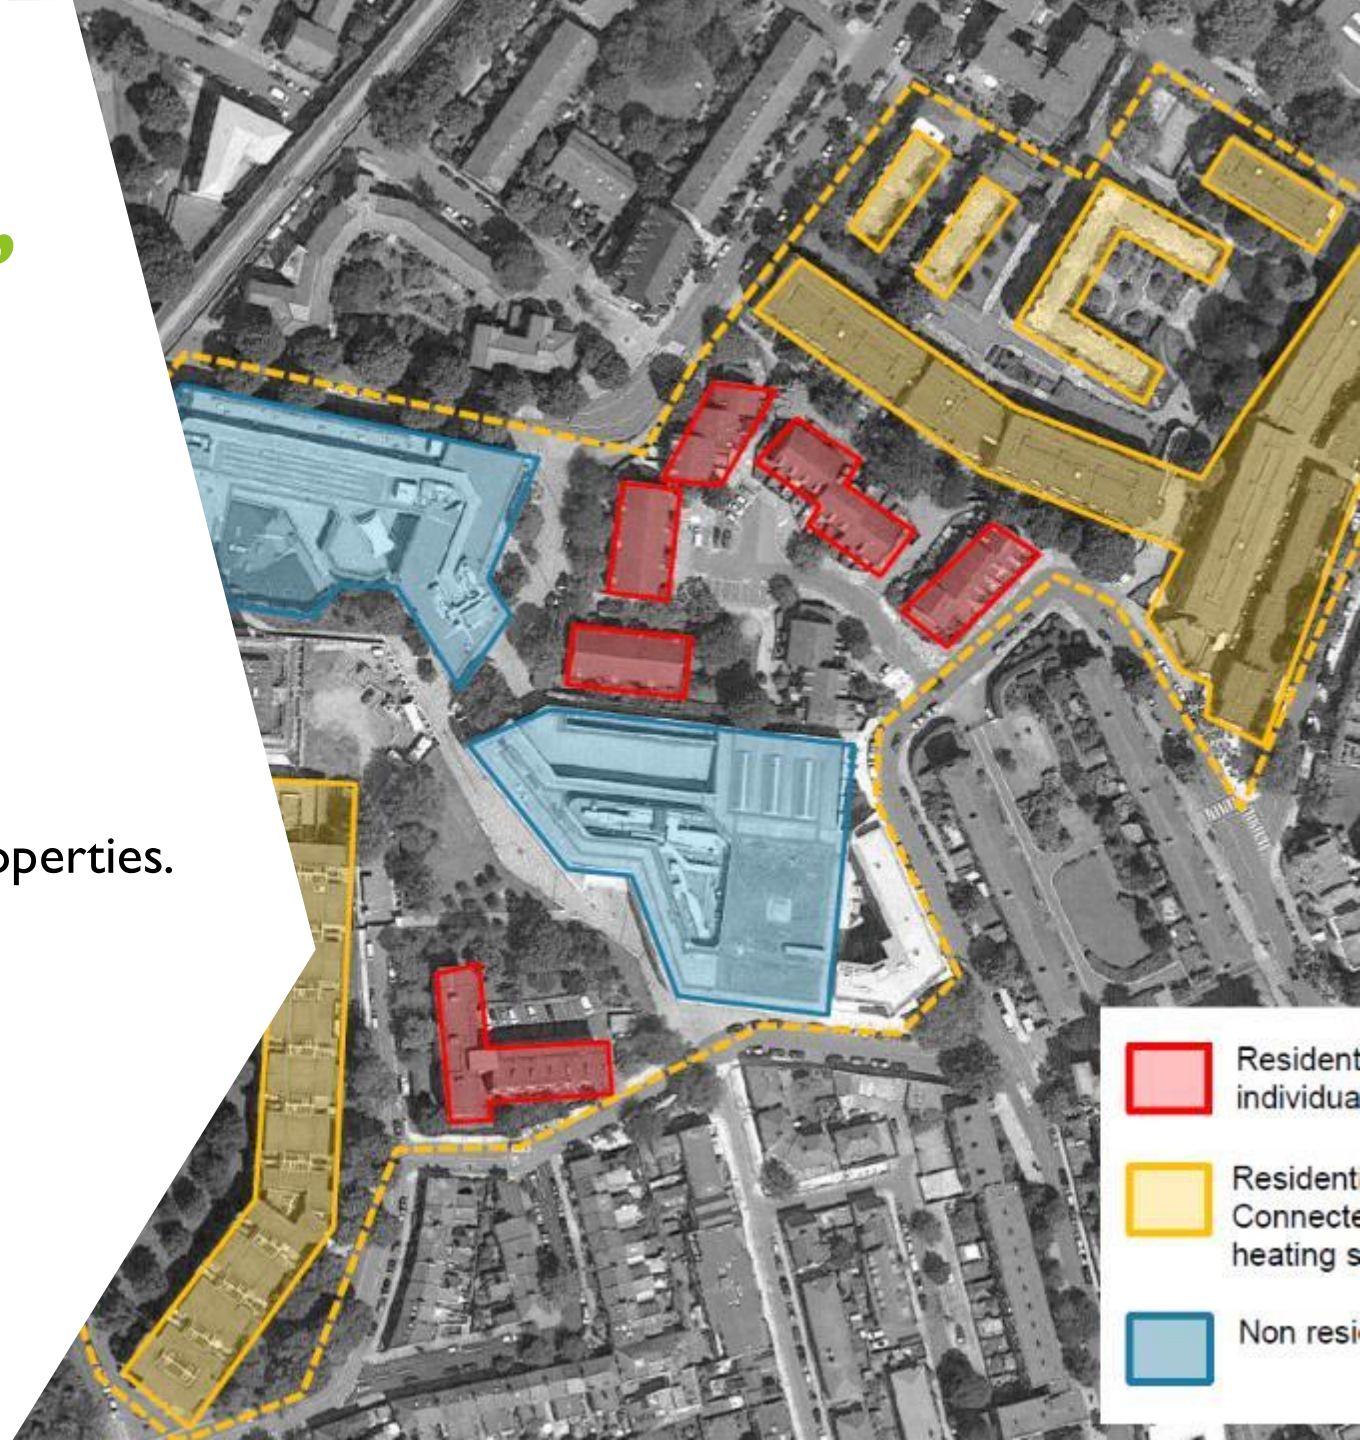 ,
operties.
Resident
individua
Resident
Connecte
heating s
Non resi